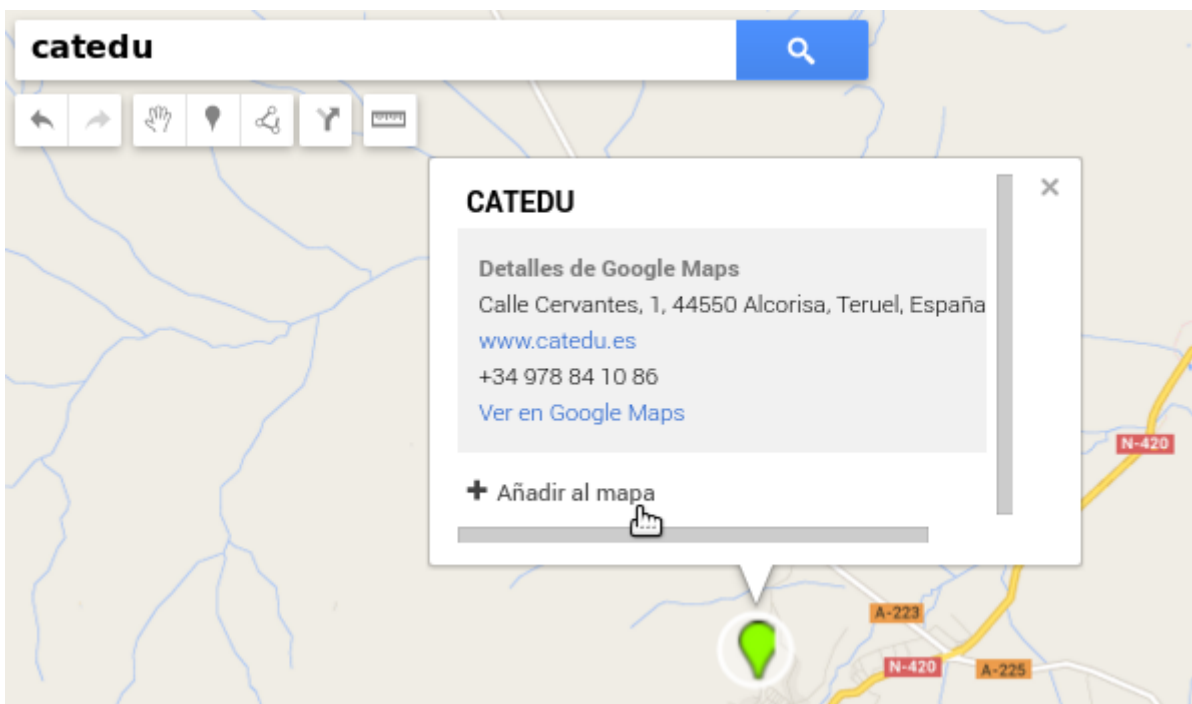 catedu
CATEDU
Detalles de Google Maps
Calle Cervantes, 1, 44550 Alcorisa, Teruel, España
www.catedu.es
+34 978 84 10 86
Ver en Google Maps
Añadir al mapa
N-420
A-223
N-420
A-225